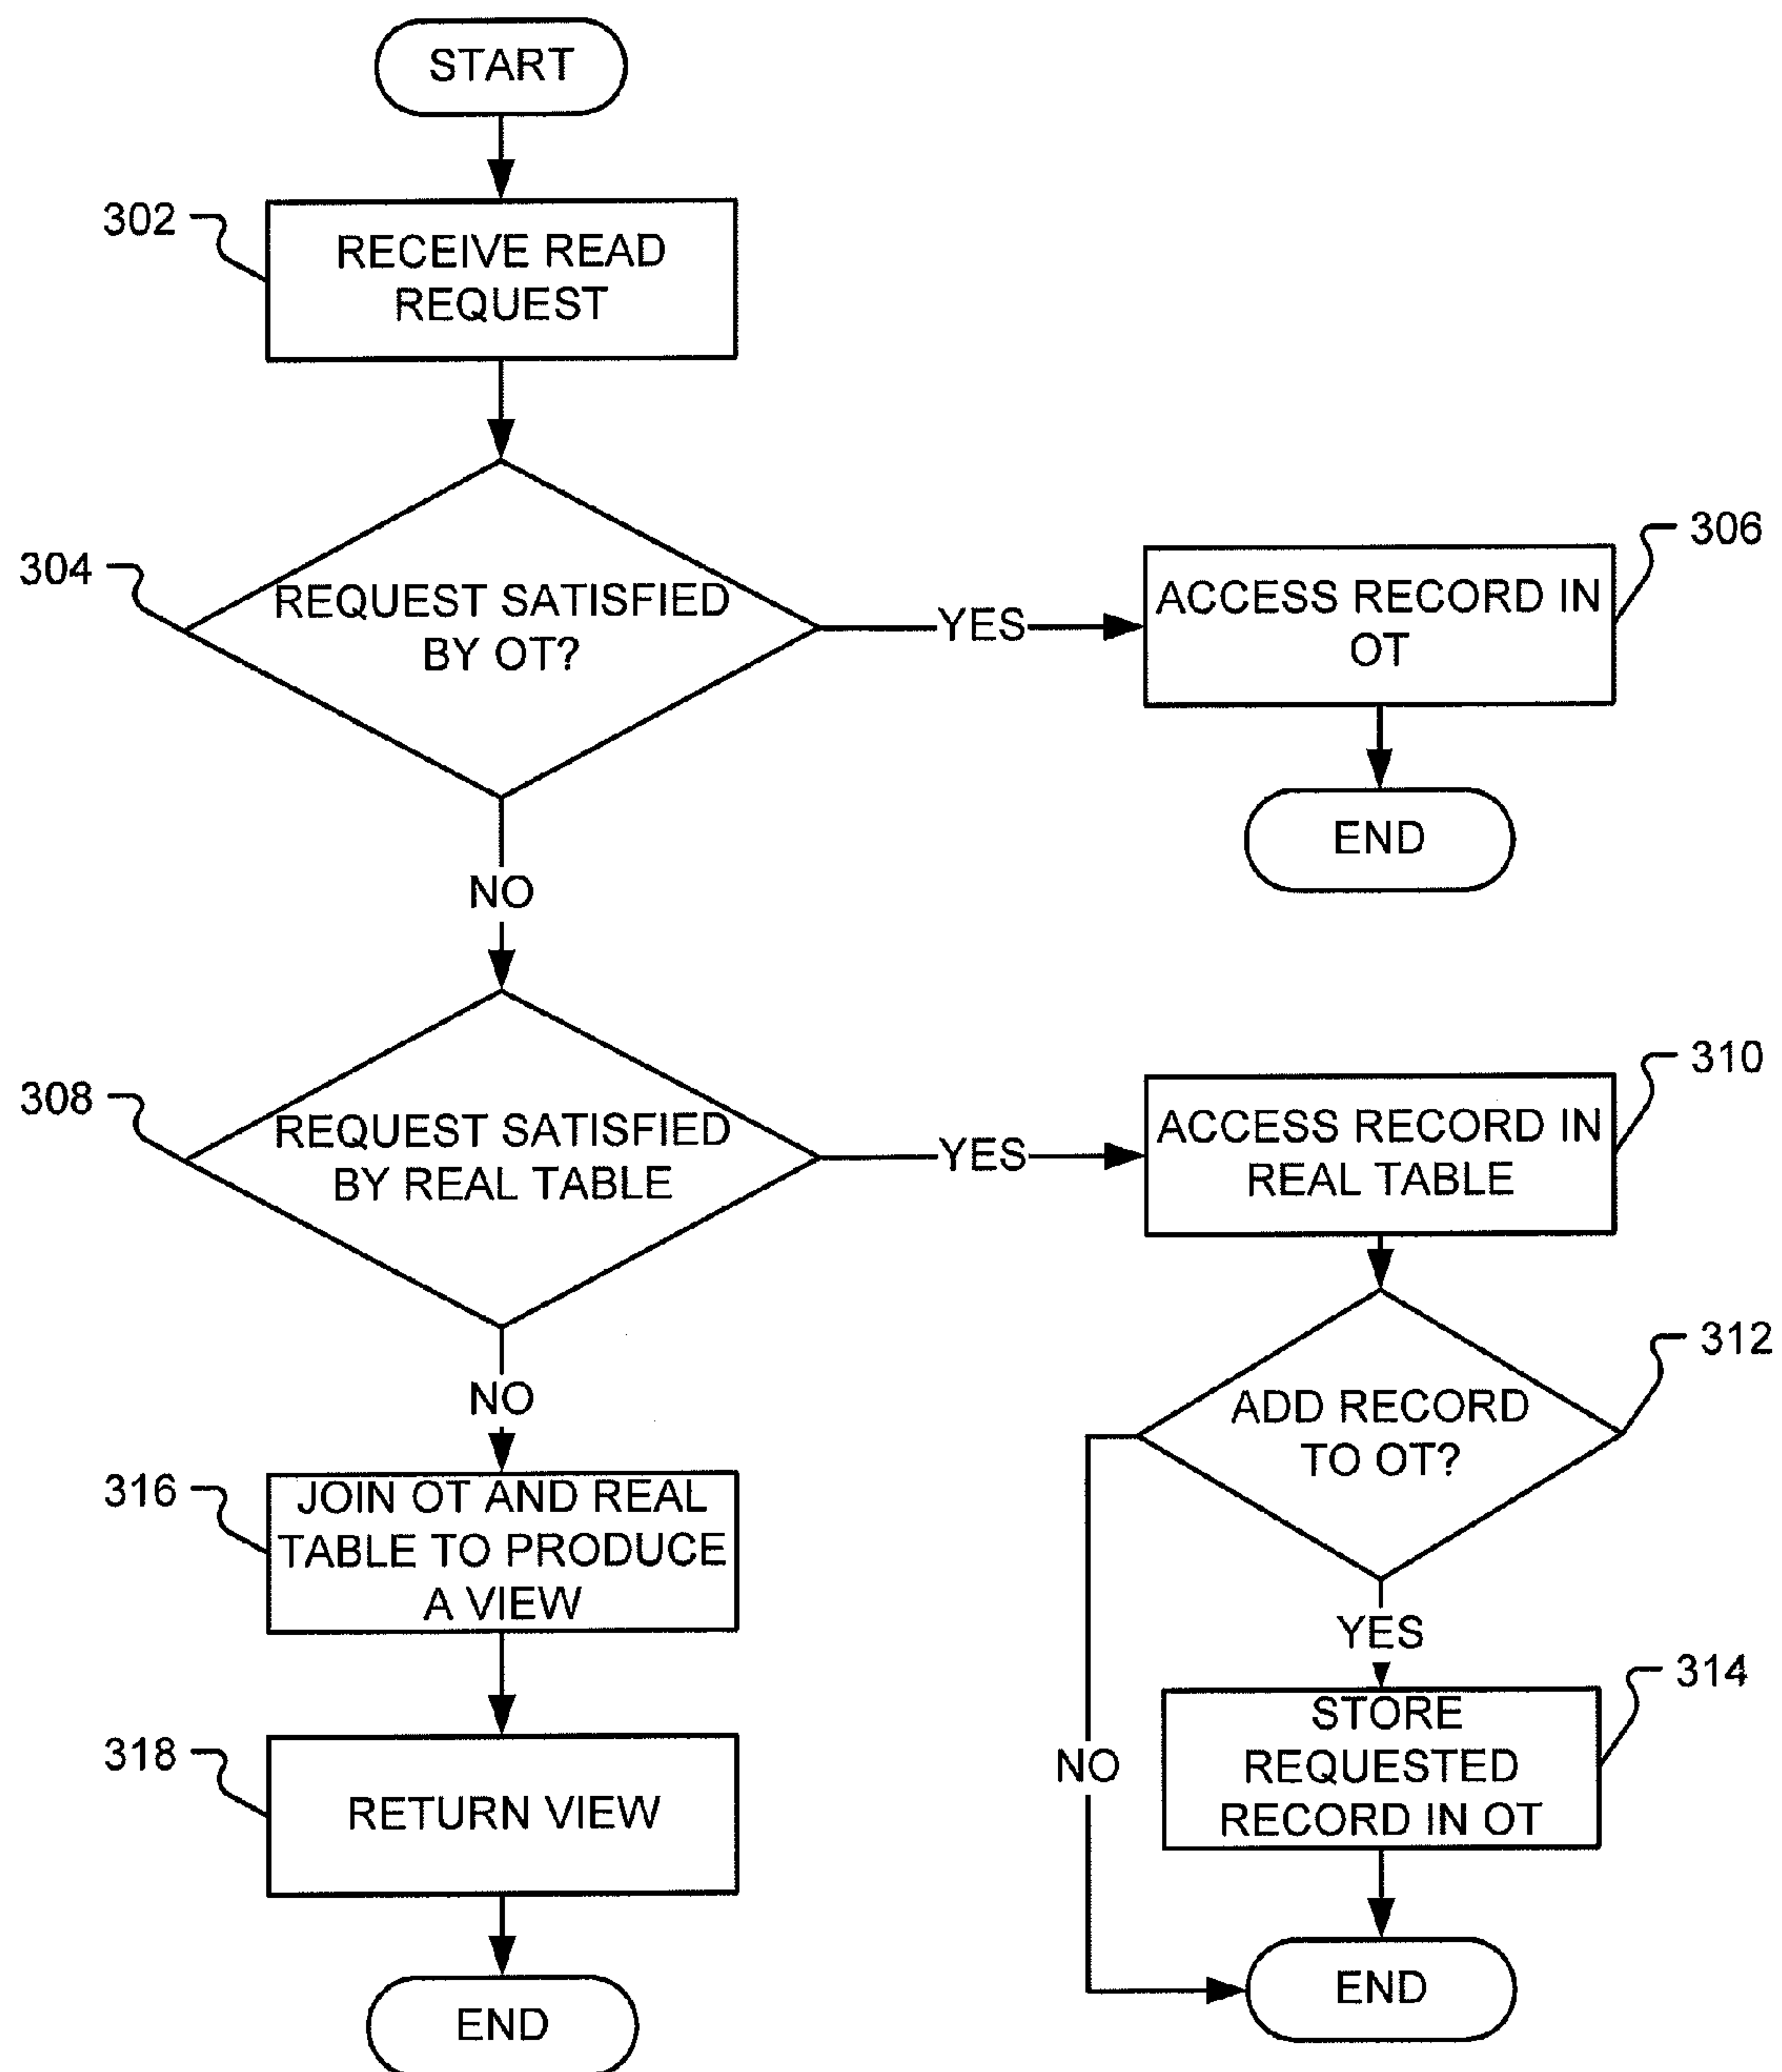 START
302
RECEIVE READ
REQUEST
304
REQUEST SATISFIED
BY OT?
YES
306
ACCESS RECORD IN
OT
END
NO
308
REQUEST SATISFIED
BY REAL TABLE
YES
310
ACCESS RECORD IN
REAL TABLE
312
ADD RECORD
TO OT?
NO
YES
314
STORE
REQUESTED
RECORD IN OT
END
NO
316
JOIN OT AND REAL
TABLE TO PRODUCE
A VIEW
318
RETURN VIEW
END